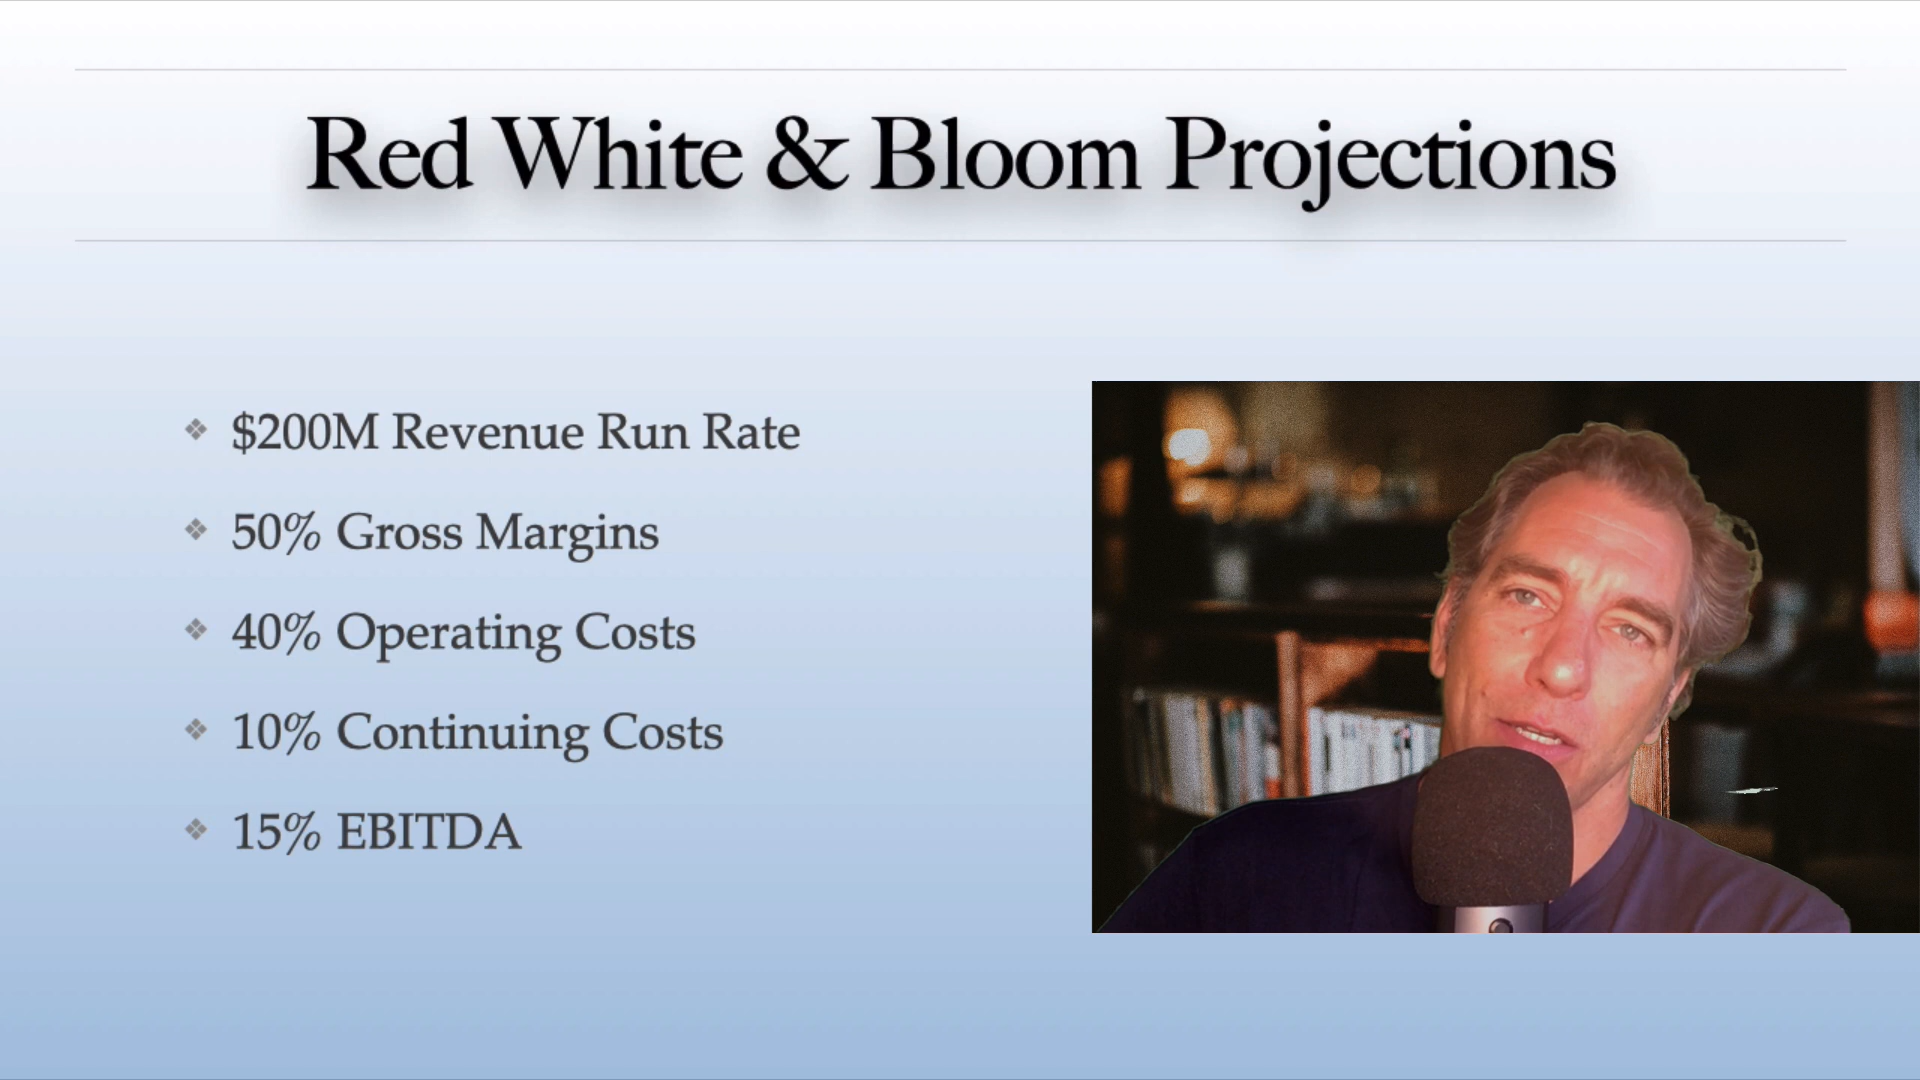 Red White & Bloom Projections
$200M Revenue Run Rate
50% Gross Margins
40% Operating Costs
10% Continuing Costs
15% EBITDA